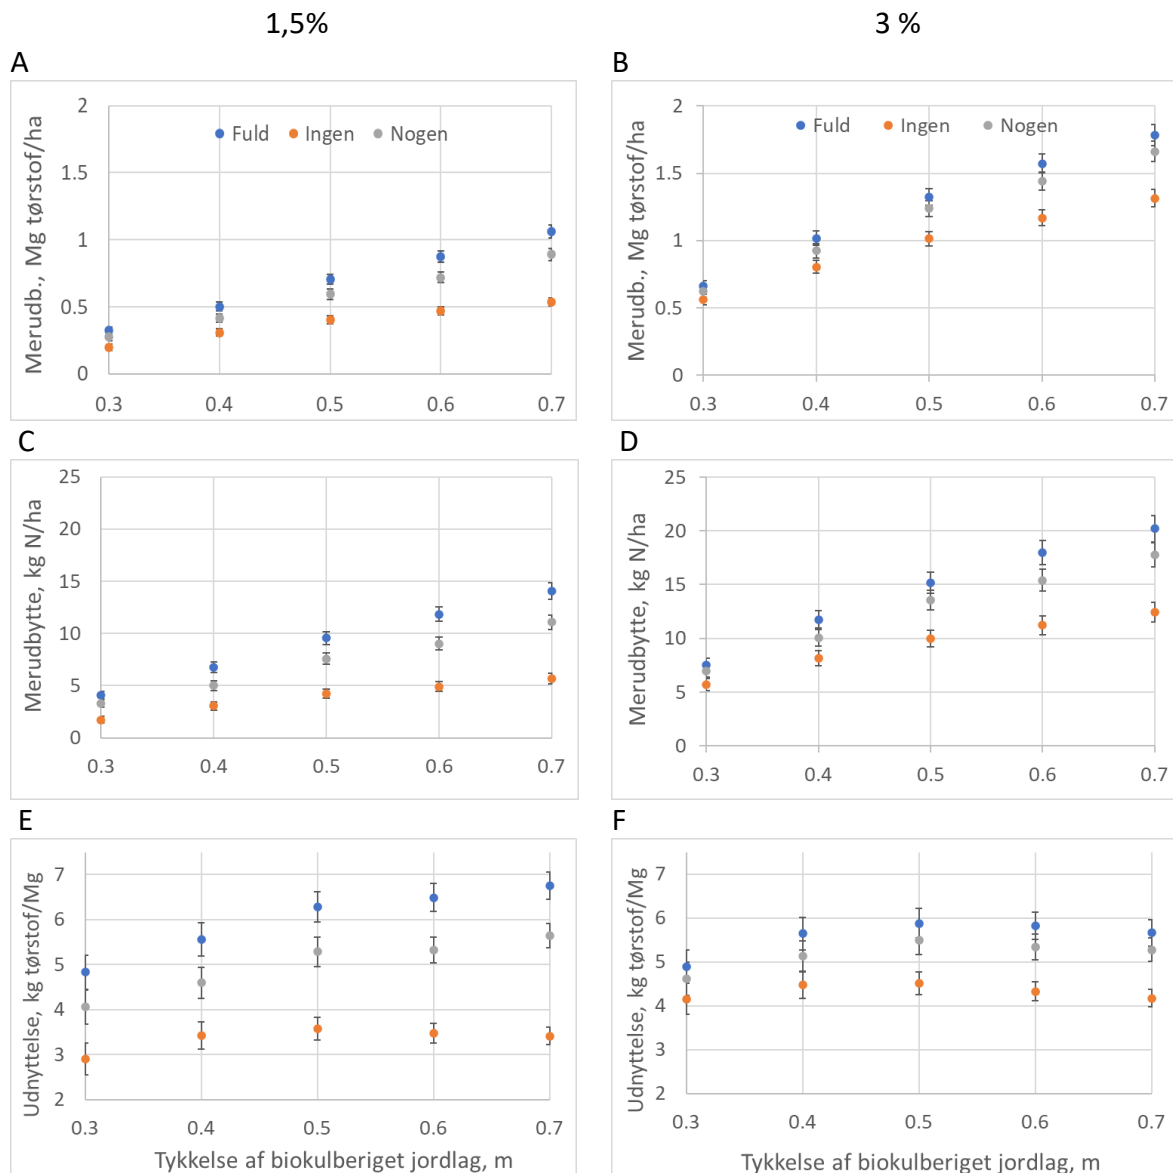 1,5%
3 %
A
B
Merudb., Mg tørstof/ha
2
1.5
1
0.5
0
Fuld Ingen Nogen
0.3 0.4 0.5 0.6 0.7
Merudb., Mg tørstof/ha
2
1.5
1
0.5
0
Fuld Ingen Nogen
0.3 0.4 0.5 0.6 0.7
C
D
Merudbytte, kg N/ha
25
20
15
10
5
0
0.3 0.4 0.5 0.6 0.7
Merudbytte, kg N/ha
25
20
15
10
5
0
0.3 0.4 0.5 0.6 0.7
E
F
Udnyttelse, kg tørstof/Mg
7
6
5
4
3
2
0.3 0.4 0.5 0.6 0.7
Tykkelse af biokulberiget jordlag, m
Udnyttelse, kg tørstof/Mg
7
6
5
4
3
2
0.3 0.4 0.5 0.6 0.7
Tykkelse af biokulberiget jordlag, m